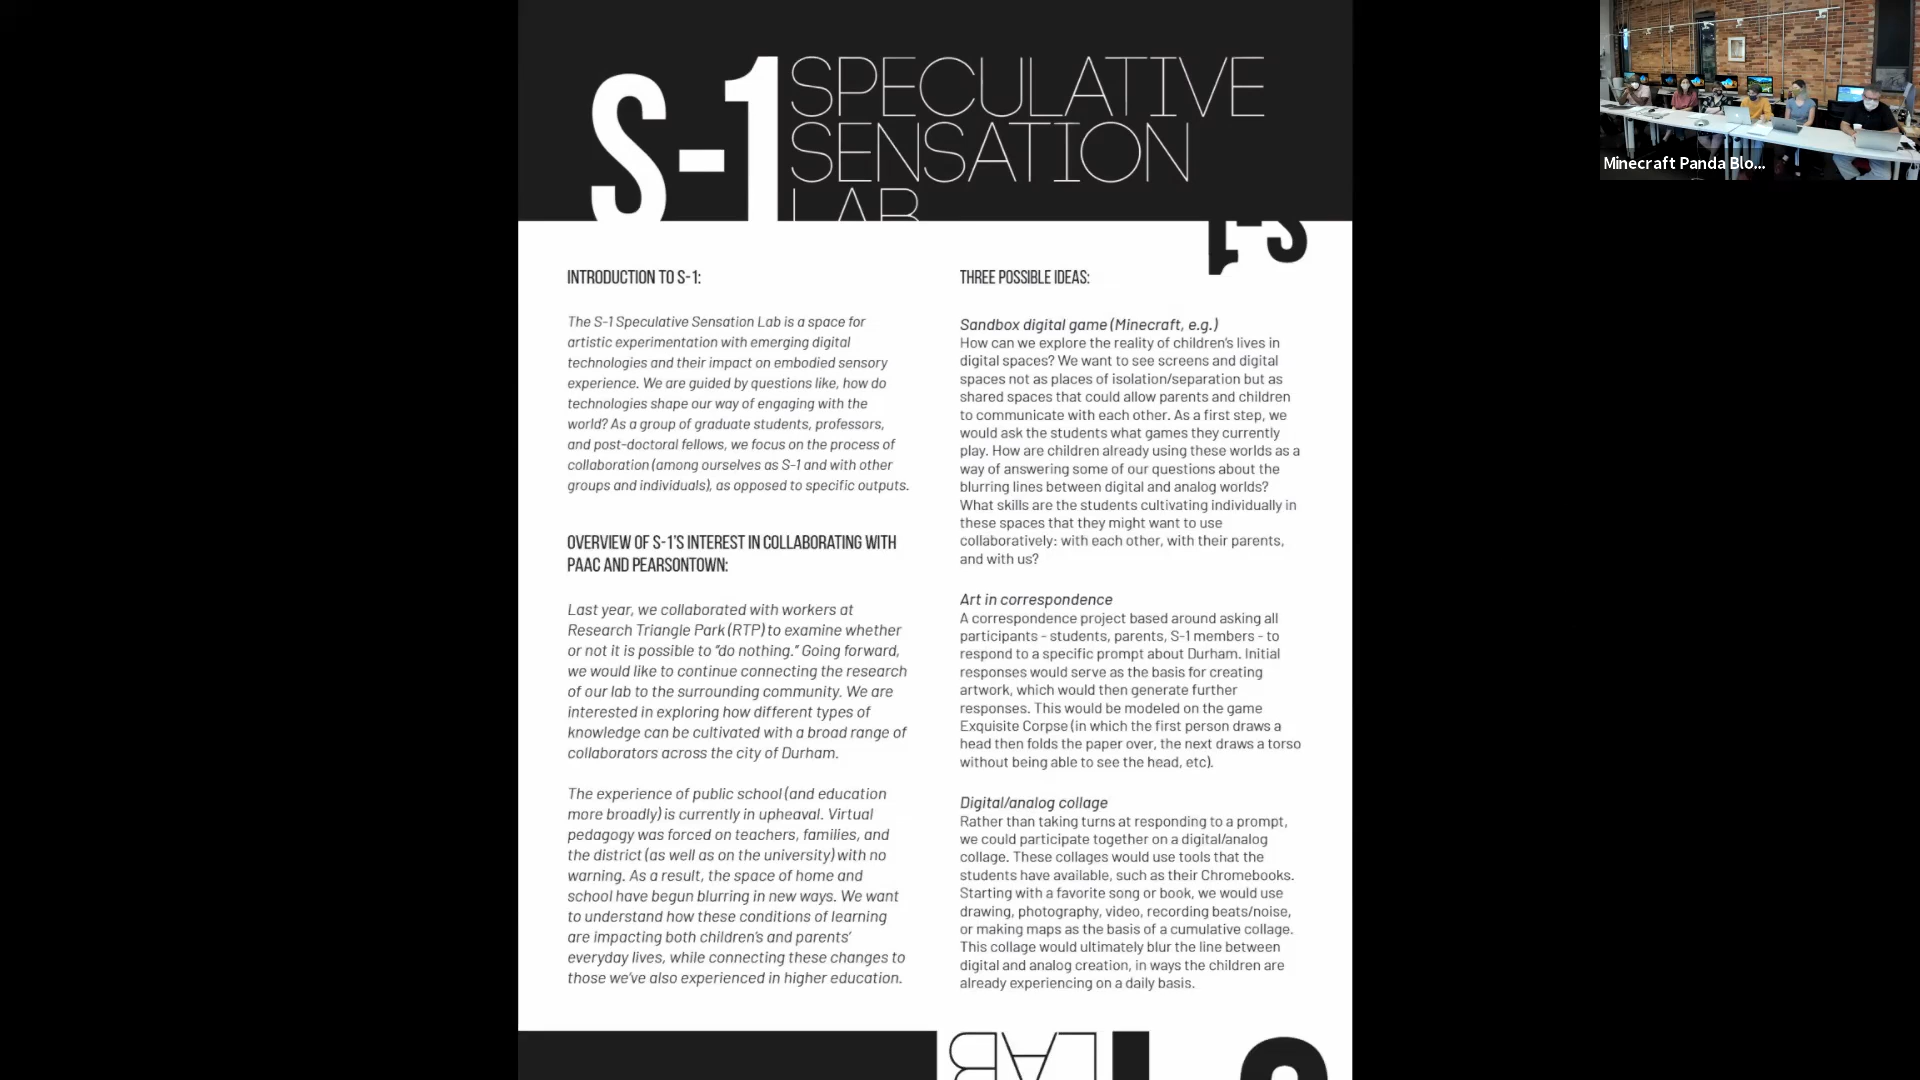 S-1 SPECULATIVE
SENSATION
LAB
S-1
INTRODUCTION TO S-1:
The S-1 Speculative Sensation Lab is a space for
artistic experimentation with emerging digital
technologies and their impact on embodied sensory
experience. We are guided by questions like, how do
technologies shape our way of engaging with the
world? As a group of graduate students, professors,
and post-doctoral fellows, we focus on the process of
collaboration (among ourselves as S-1 and with other
groups and individuals), as opposed to specific outputs.
OVERVIEW OF S-1'S INTEREST IN COLLABORATING WITH
PAAC AND PEARSONTOWN:
Last year, we collaborated with workers at
Research Triangle Park (RTP) to examine whether
or not it is possible to “do nothing.” Going forward,
we would like to continue connecting the research
of our lab to the surrounding community. We are
interested in exploring how different types of
knowledge can be cultivated with a broad range of
collaborators across the city of Durham.
The experience of public school (and education
more broadly) is currently in upheaval. Virtual
pedagogy was forced on teachers, families, and
the district (as well as on the university) with no
warning. As a result, the space of home and
school have begun blurring in new ways. We want
to understand how these conditions of learning
are impacting both children's and parents'
everyday lives, while connecting these changes to
those we've also experienced in higher education.
THREE POSSIBLE IDEAS:
Sandbox digital game (Minecraft, e.g.)
How can we explore the reality of children's lives in
digital spaces? We want to see screens and digital
spaces not as places of isolation/separation but as
shared spaces that could allow parents and children
to communicate with each other. As a first step, we
would ask the students what games they currently
play. How are children already using these worlds as a
way of answering some of our questions about the
blurring lines between digital and analog worlds?
What skills are the students cultivating individually in
these spaces that they might want to use
collaboratively: with each other, with their parents,
and with us?
Art in correspondence
A correspondence project based around asking all
participants - students, parents, S-1 members - to
respond to a specific prompt about Durham. Initial
responses would serve as the basis for creating
artwork, which would then generate further
responses. This would be modeled on the game
Exquisite Corpse (in which the first person draws a
head then folds the paper over, the next draws a torso
without being able to see the head, etc).
Digital/analog collage
Rather than taking turns at responding to a prompt,
we could participate together on a digital/analog
collage. These collages would use tools that the
students have available, such as their Chromebooks.
Starting with a favorite song or book, we would use
drawing, photography, video, recording beats/noise,
or making maps as the basis of a cumulative collage.
This collage would ultimately blur the line between
digital and analog creation, in ways the children are
already experiencing on a daily basis.
LAB
Minecraft Panda Blo...